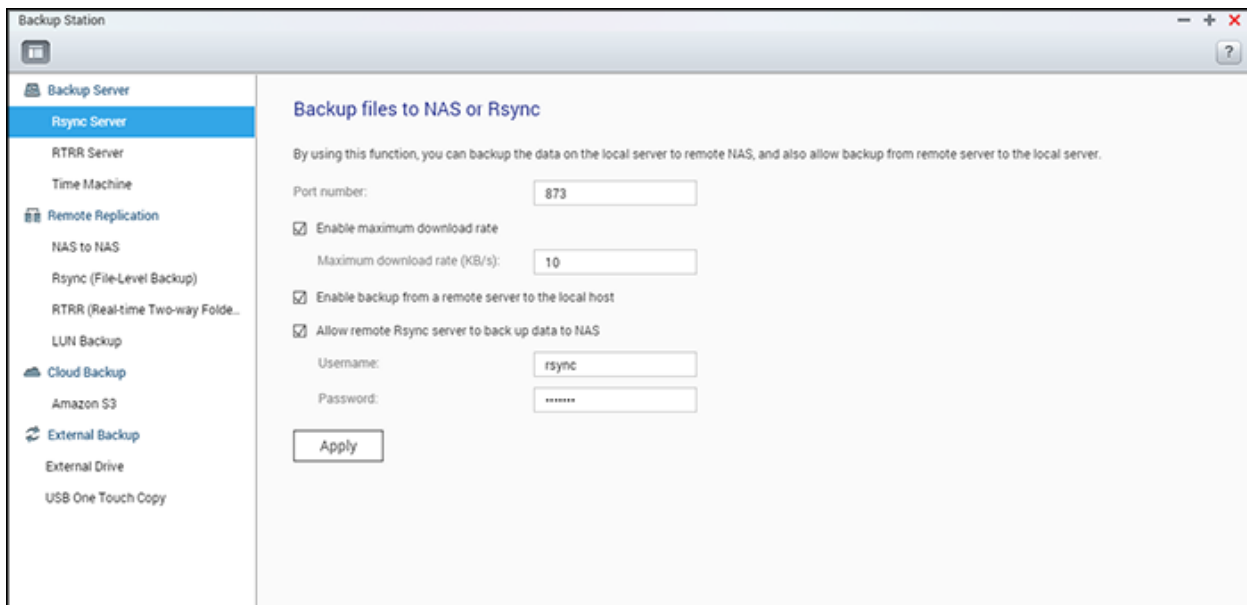 Backup Station
?
Backup Server
Rsync Server
RTRR Server
Time Machine
Remote Replication
NAS to NAS
Rsync (File-Level Backup)
RTRR (Real-time Two-way Folde...
LUN Backup
Cloud Backup
Amazon S3
External Backup
External Drive
USB One Touch Copy
Backup files to NAS or Rsync
By using this function, you can backup the data on the local server to remote NAS, and also allow backup from remote server to the local server.
Port number: 873
Enable maximum download rate
Maximum download rate (KB/s): 10
Enable backup from a remote server to the local host
Allow remote Rsync server to back up data to NAS
Username: rsync
Password: •••••••
Apply